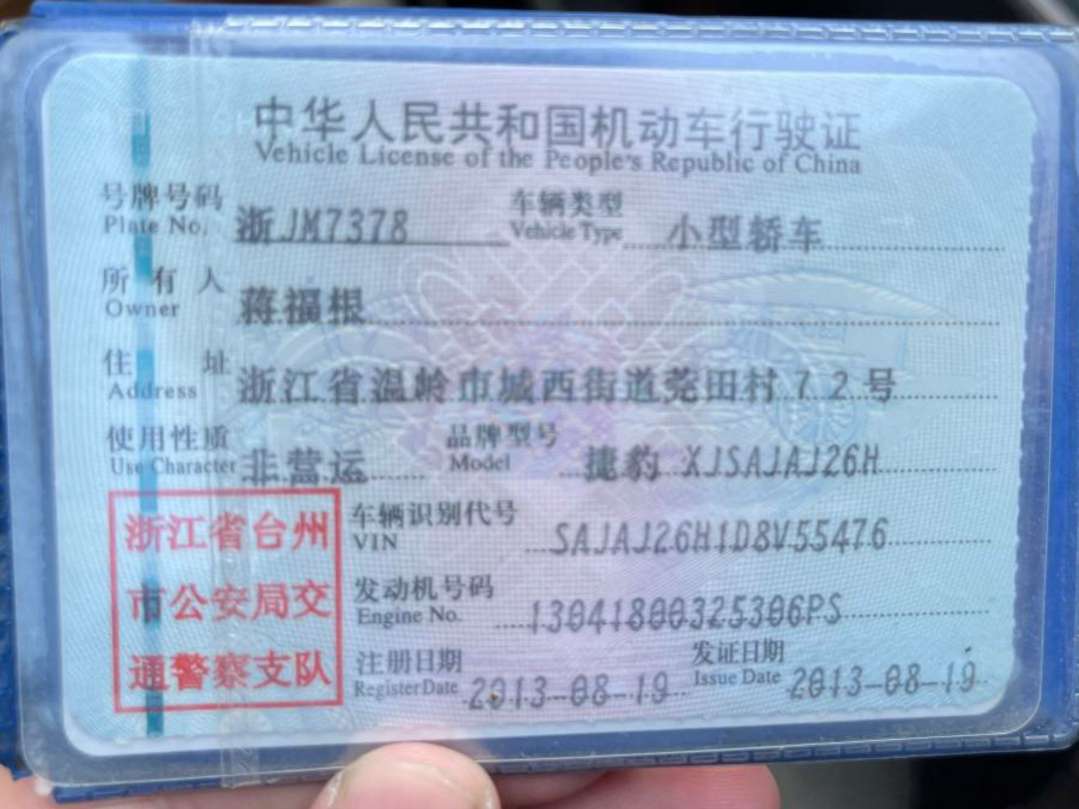 中华人民共和国机动车行驶证
Vehicle License of the People's Republic of China
号牌号码 浙JM7378 车辆类型 小型轿车
Plate No. Vehicle Type
所有人 蒋福根
Owner
住址 浙江省温岭市城西街道莞田村72号
Address
使用性质 非营运 品牌型号 捷豹 XJSAJAJ26H
Use Character Model
浙江省台州
市公安局交
通警察支队
车辆识别代号 SAJAJ26H1D8V55476
VIN
发动机号码 13041800325306PS
Engine No.
注册日期 2013-08-19 发证日期 2013-08-19
Register Date Issue Date